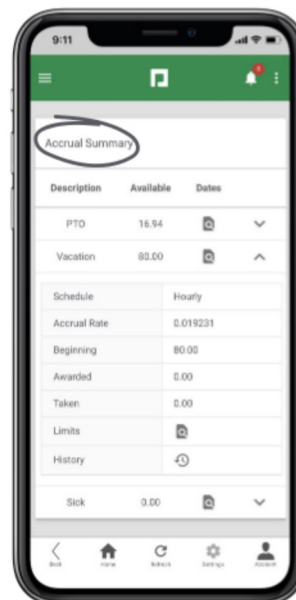 9:11
Accrual Summary
Description Available Dates
PTO 16.94
Vacation 80.00
Schedule Hourly
Accrual Rate 0.019231
Beginning 80.00
Awarded 0.00
Taken 0.00
Limits
History
Sick 0.00
Back Home Refresh Settings Account